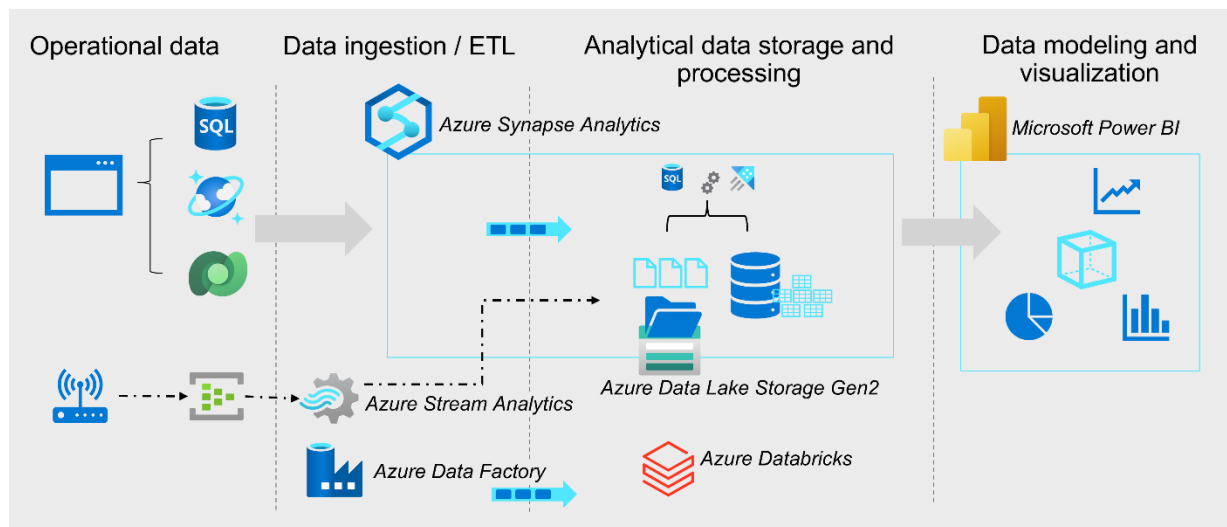 Operational data
Data ingestion / ETL
Analytical data storage and
processing
Data modeling and
visualization
Azure Synapse Analytics
Microsoft Power BI
SQL
SQL
Azure Stream Analytics
Azure Data Lake Storage Gen2
Azure Data Factory
Azure Databricks